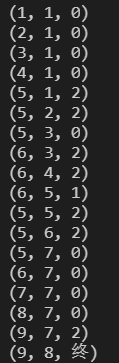 (1, 1, 0)
(2, 1, 0)
(3, 1, 0)
(4, 1, 0)
(5, 1, 2)
(5, 2, 2)
(5, 3, 0)
(6, 3, 2)
(6, 4, 2)
(6, 5, 1)
(5, 5, 2)
(5, 6, 2)
(5, 7, 0)
(6, 7, 0)
(7, 7, 0)
(8, 7, 0)
(9, 7, 2)
(9, 8, 终)